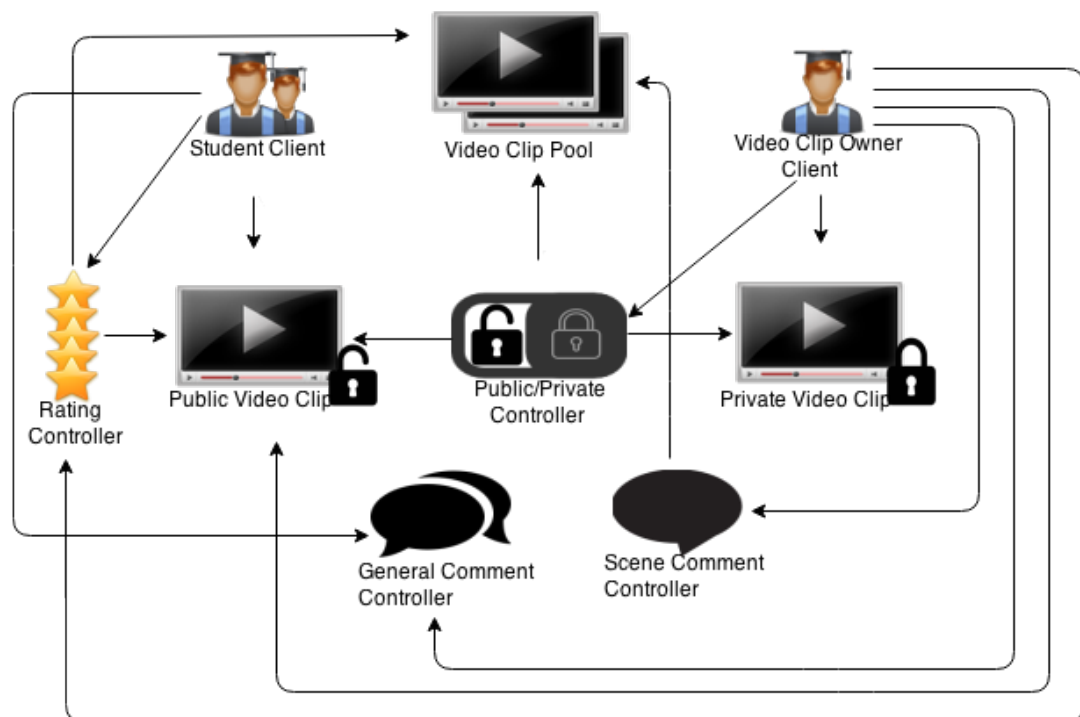 Student Client
Video Clip Pool
Video Clip Owner
Client
Rating
Controller
Public Video Clip
Public/Private
Controller
Private Video Clip
General Comment
Controller
Scene Comment
Controller